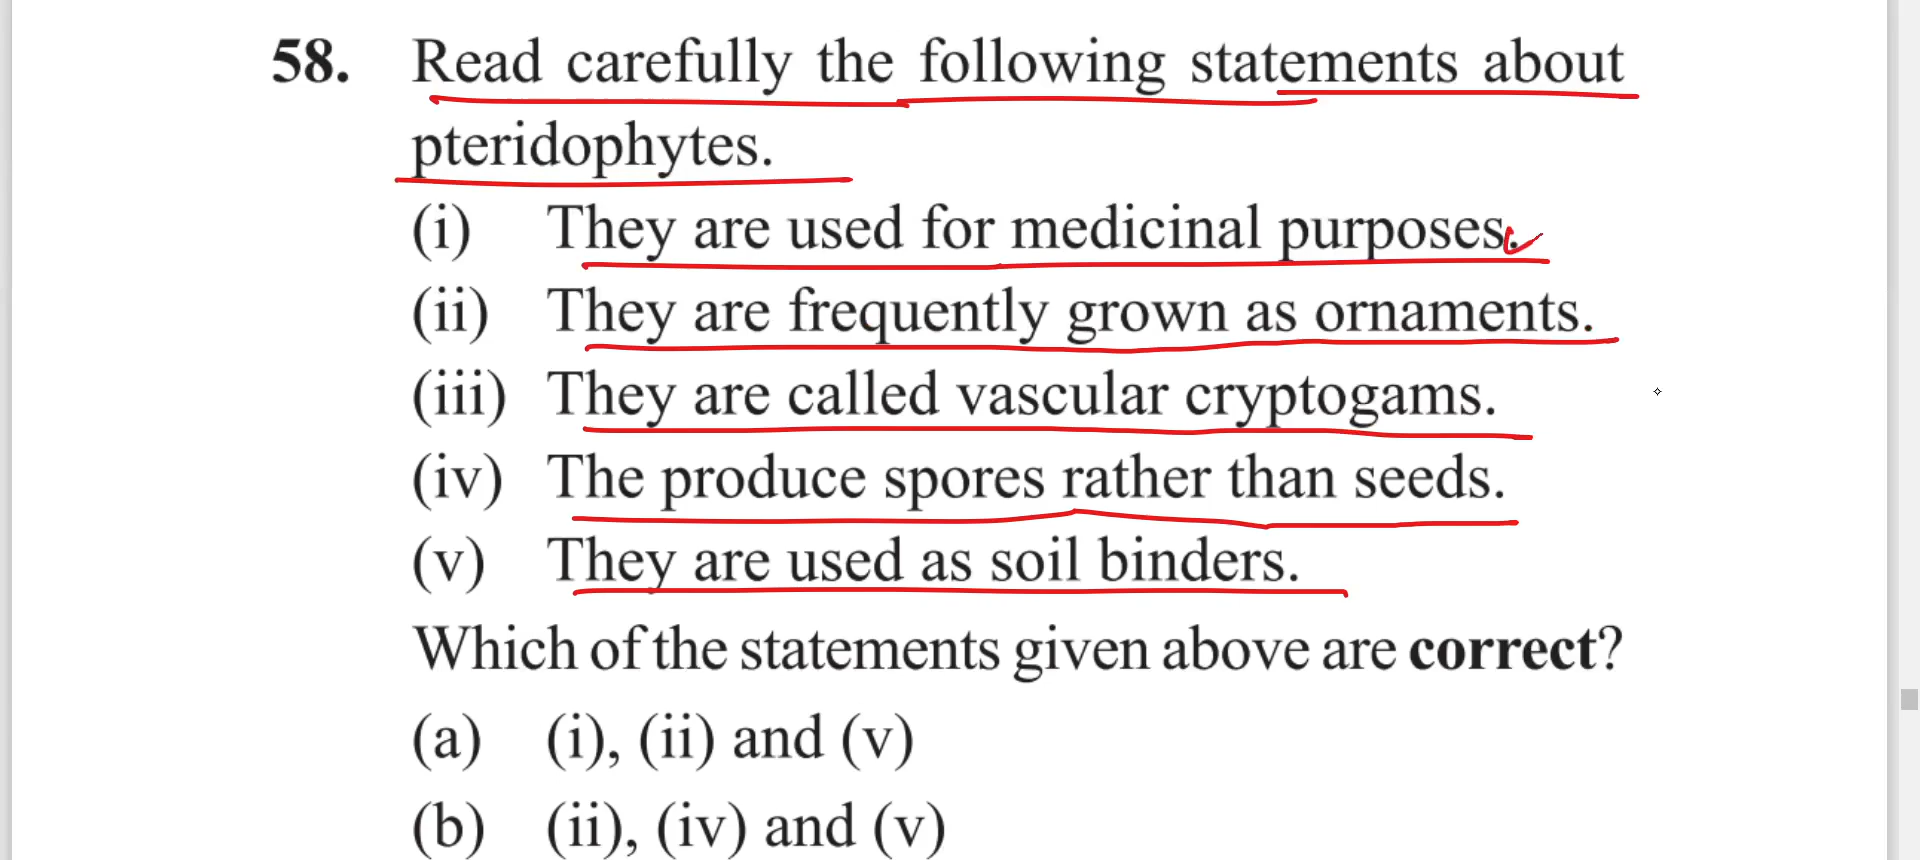 58. Read carefully the following statements about
pteridophytes.
(i) They are used for medicinal purposes.
(ii) They are frequently grown as ornaments.
(iii) They are called vascular cryptogams.
(iv) The produce spores rather than seeds.
(v) They are used as soil binders.
Which of the statements given above are correct?
(a) (i), (ii) and (v)
(b) (ii), (iv) and (v)